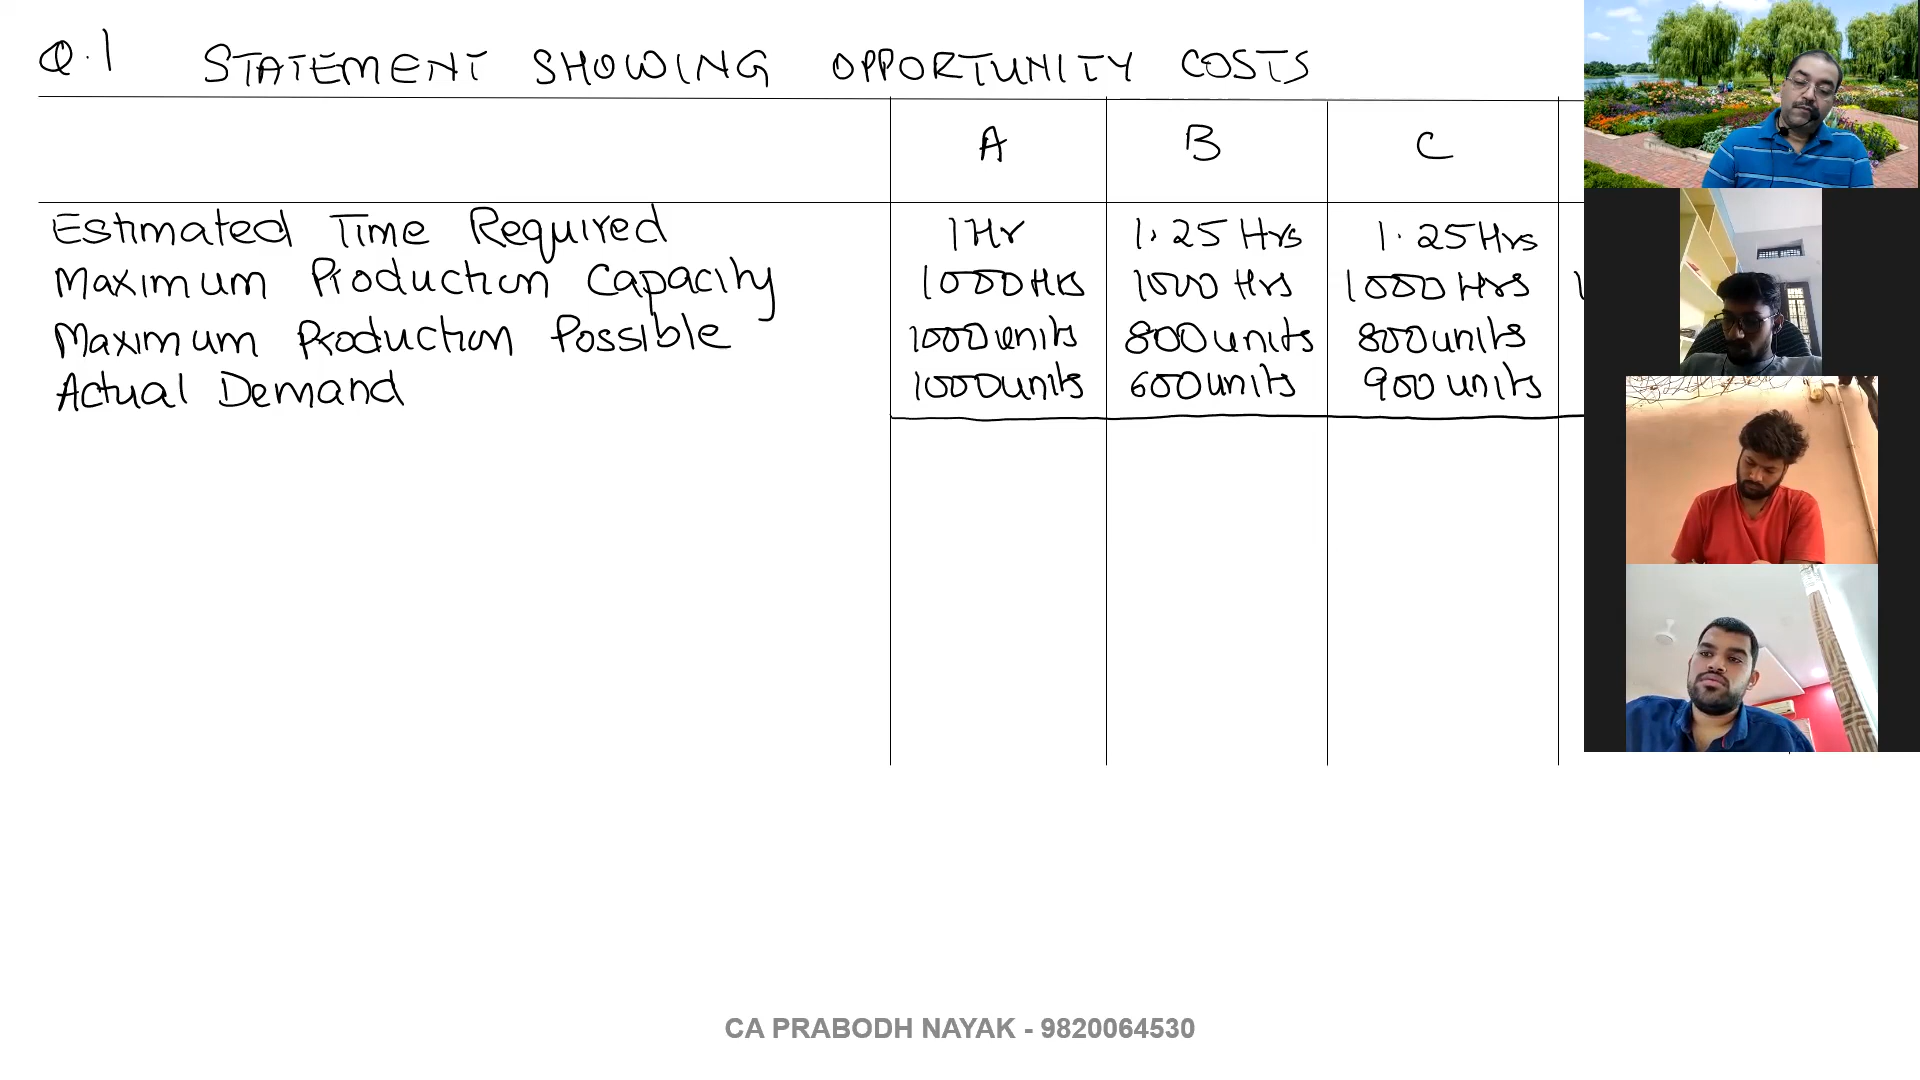 Q.1 STATEMENT SHOWING OPPORTUNITY COSTS
A B C
Estimated Time Required 1 Hr 1.25 Hrs 1.25 Hrs
Maximum Production Capacity 1000 Hrs 1000 Hrs 1000 Hrs
Maximum Production Possible 1000 units 800 units 800 units
Actual Demand 1000 units 600 units 900 units
CA PRABODH NAYAK - 9820064530